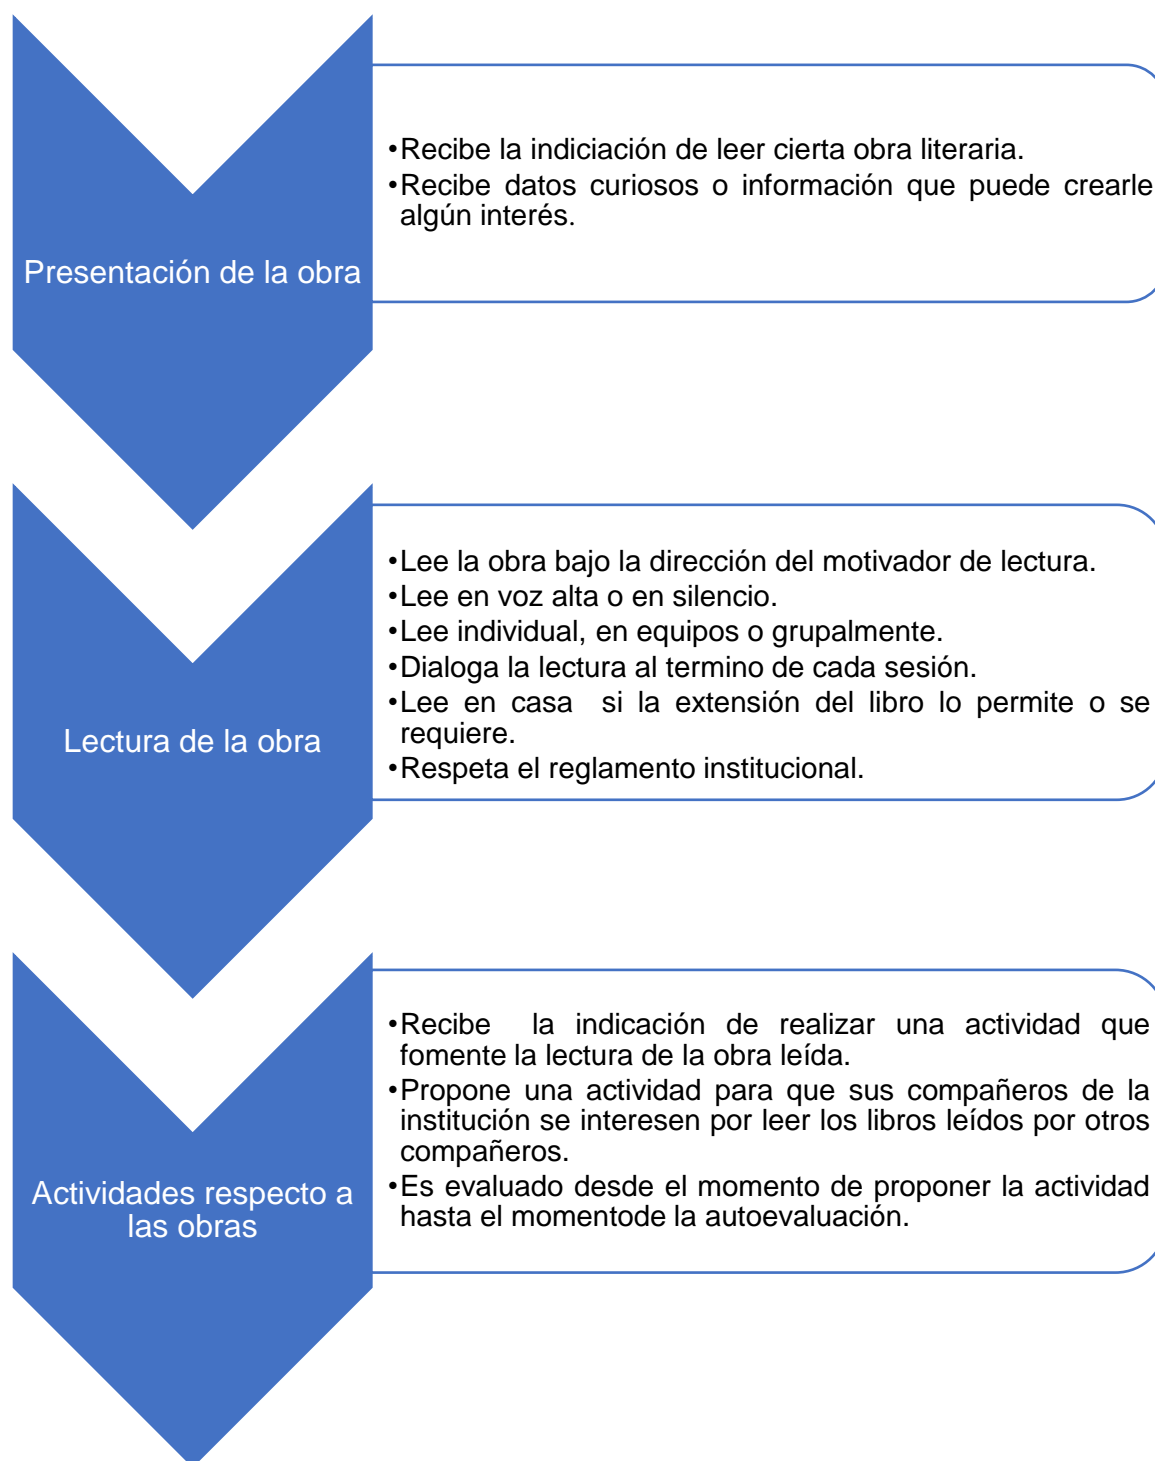 Presentación de la obra
•Recibe la indiciación de leer cierta obra literaria.
•Recibe datos curiosos o información que puede crearle
algún interés.
Lectura de la obra
•Lee la obra bajo la dirección del motivador de lectura.
•Lee en voz alta o en silencio.
•Lee individual, en equipos o grupalmente.
•Dialoga la lectura al termino de cada sesión.
•Lee en casa si la extensión del libro lo permite o se
requiere.
•Respeta el reglamento institucional.
Actividades respecto a
las obras
•Recibe la indicación de realizar una actividad que
fomente la lectura de la obra leída.
•Propone una actividad para que sus compañeros de la
institución se interesen por leer los libros leídos por otros
compañeros.
•Es evaluado desde el momento de proponer la actividad
hasta el momentode la autoevaluación.